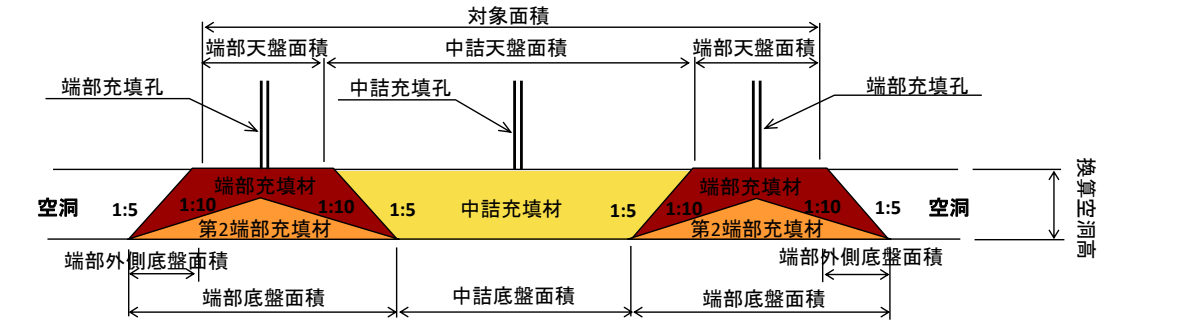 対象面積
端部天盤面積
中詰天盤面積
端部天盤面積
端部充填孔
中詰充填孔
端部充填孔
端部充填材
端部充填材
換算空洞高
空洞
1:5
1:10
1:10
1:5
中詰充填材
1:5
1:10
1:10
1:5
空洞
第2端部充填材
第2端部充填材
端部外側底盤面積
端部外側底盤面積
端部底盤面積
中詰底盤面積
端部底盤面積